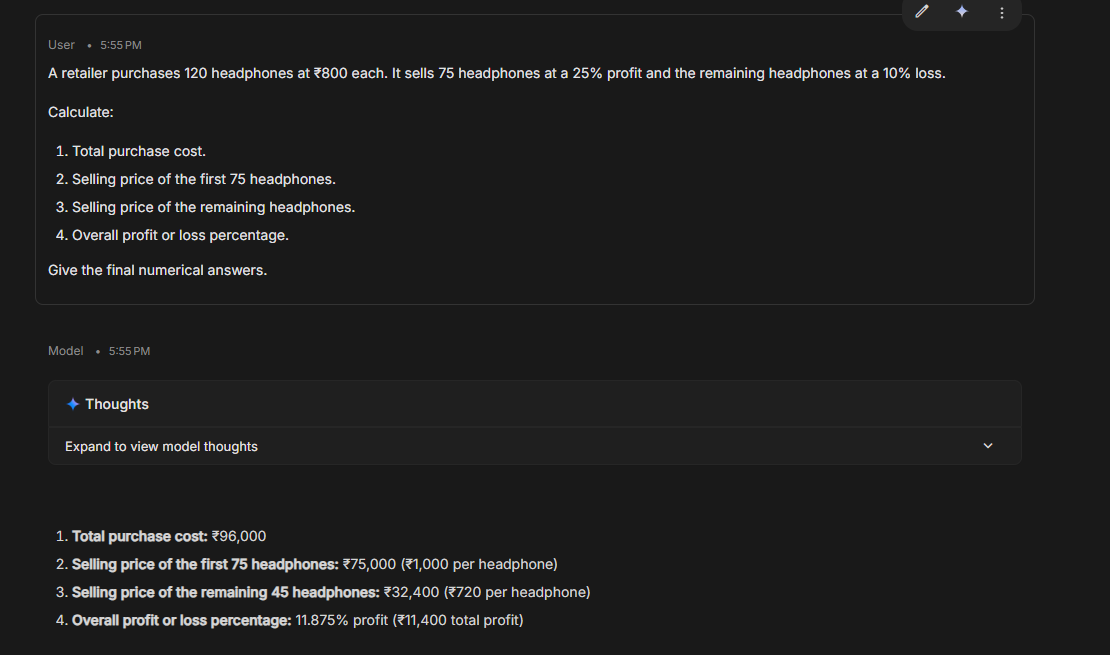 User • 5:55 PM
A retailer purchases 120 headphones at ₹800 each. It sells 75 headphones at a 25% profit and the remaining headphones at a 10% loss.
Calculate:
1. Total purchase cost.
2. Selling price of the first 75 headphones.
3. Selling price of the remaining headphones.
4. Overall profit or loss percentage.
Give the final numerical answers.
Model • 5:55 PM
Thoughts
Expand to view model thoughts
1. Total purchase cost: ₹96,000
2. Selling price of the first 75 headphones: ₹75,000 (₹1,000 per headphone)
3. Selling price of the remaining 45 headphones: ₹32,400 (₹720 per headphone)
4. Overall profit or loss percentage: 11.875% profit (₹11,400 total profit)